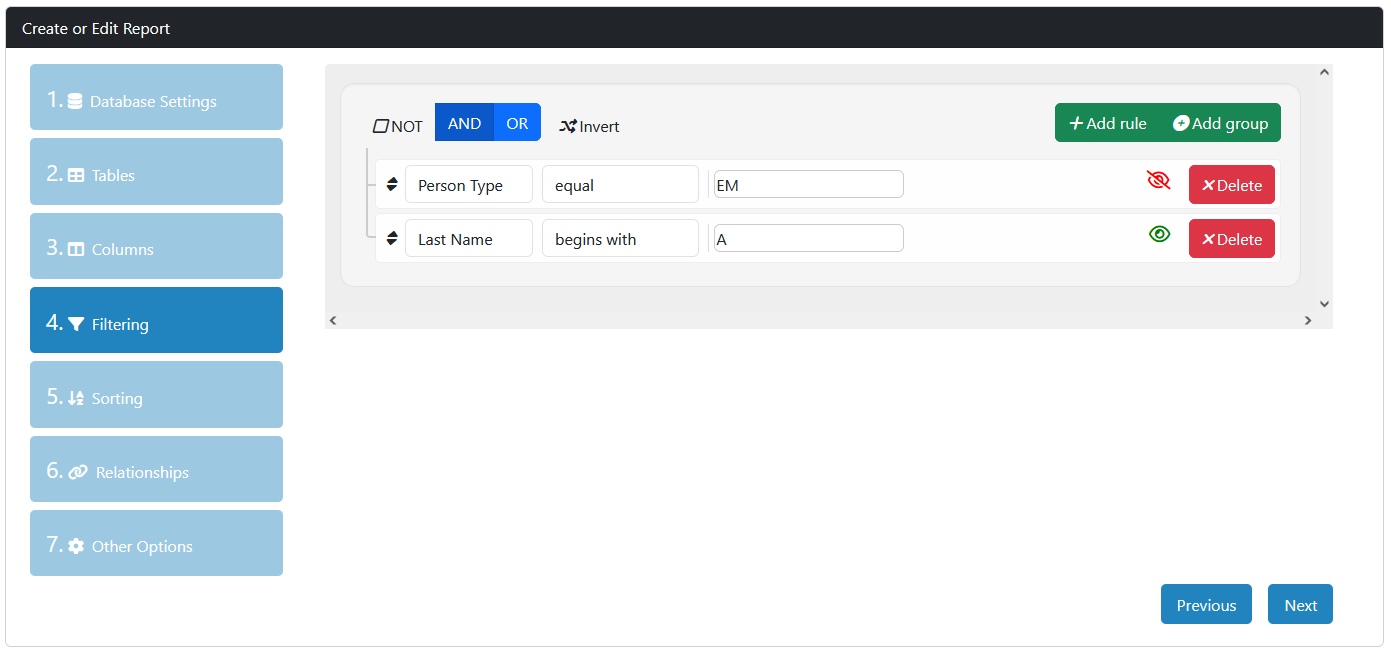 Create or Edit Report
1. Database Settings
2. Tables
3. Columns
4. Filtering
5. Sorting
6. Relationships
7. Other Options
NOT AND OR Invert Add rule Add group
Person Type equal EM Delete
Last Name begins with A Delete
Previous Next